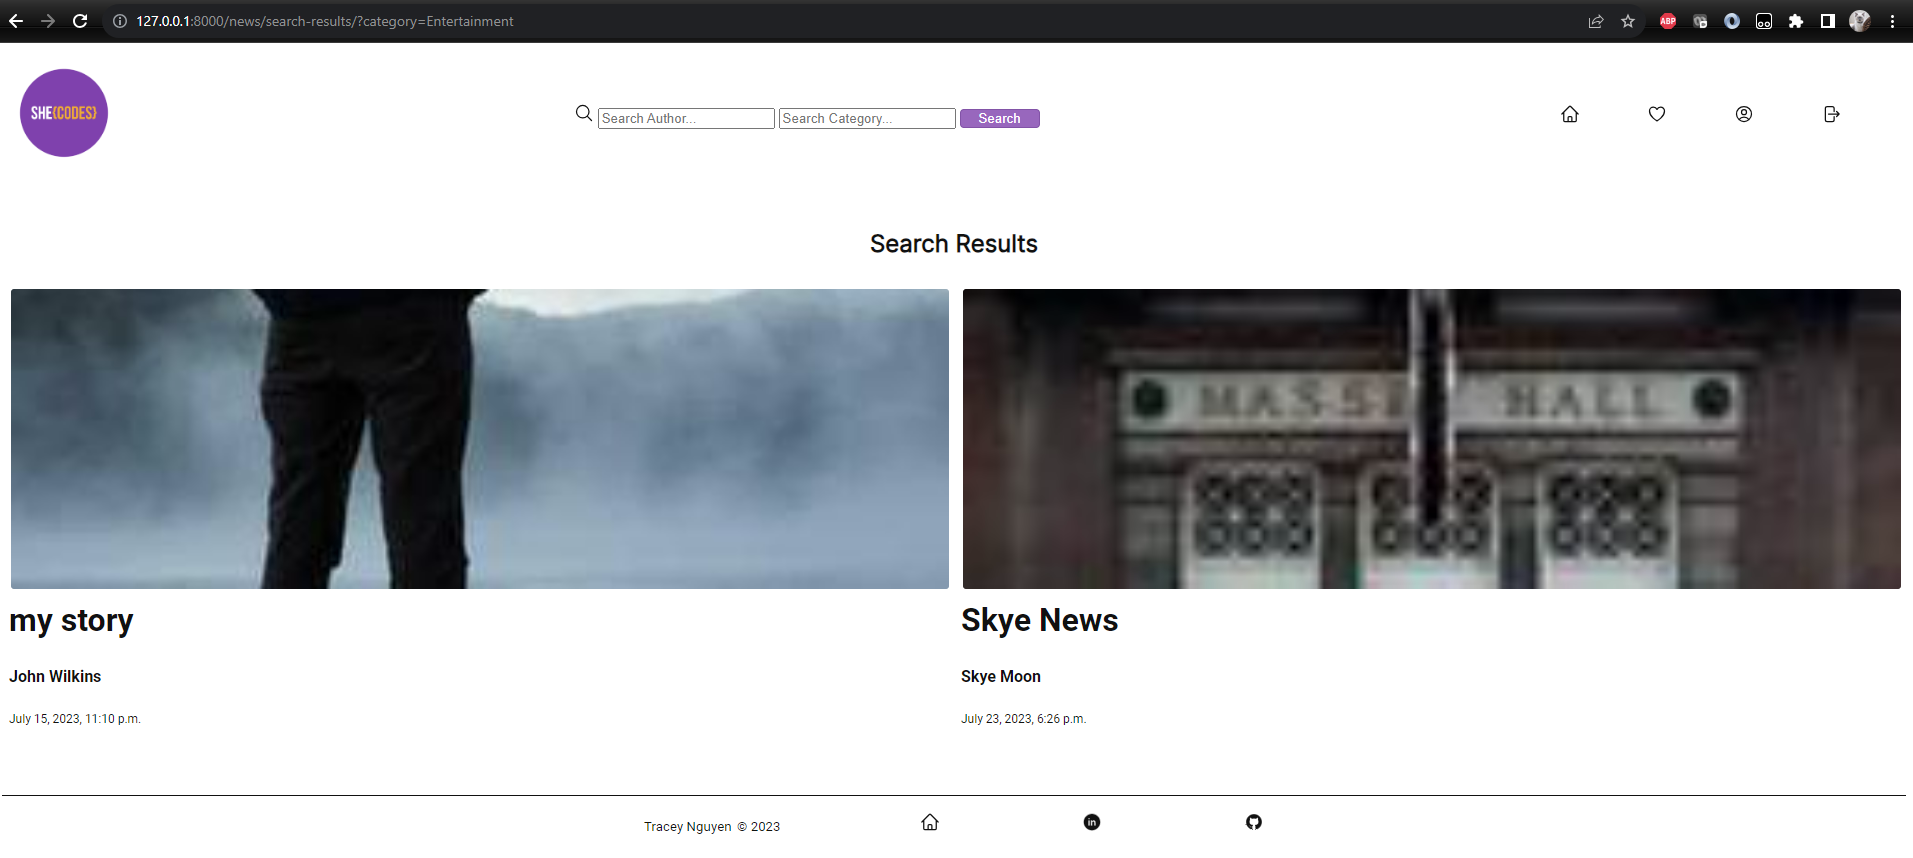 127.0.0.1:8000/news/search-results/?category=Entertainment
ABP
SHE{CODES}
Search Author...
Search Category...
Search
Search Results
HALL
my story
Skye News
John Wilkins
Skye Moon
July 15, 2023, 11:10 p.m.
July 23, 2023, 6:26 p.m.
Tracey Nguyen © 2023
in